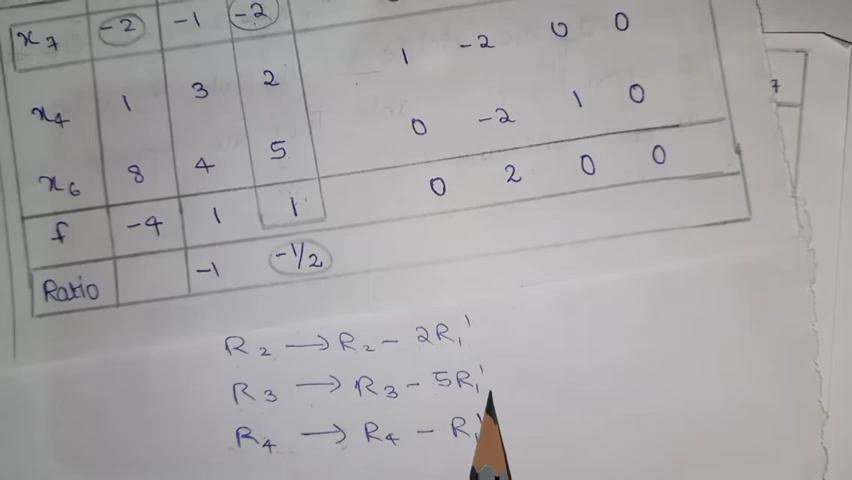 x₇ -2 -1 -2 1 -2 0 0
x₄ 1 3 2 0 -2 1 0
x₆ 8 4 5 0 2 0 0
f -4 1 1
Ratio -1 -1/2
R₂ → R₂ - 2R₁'
R₃ → R₃ - 5R₁'
R₄ → R₄ - R₁'
7